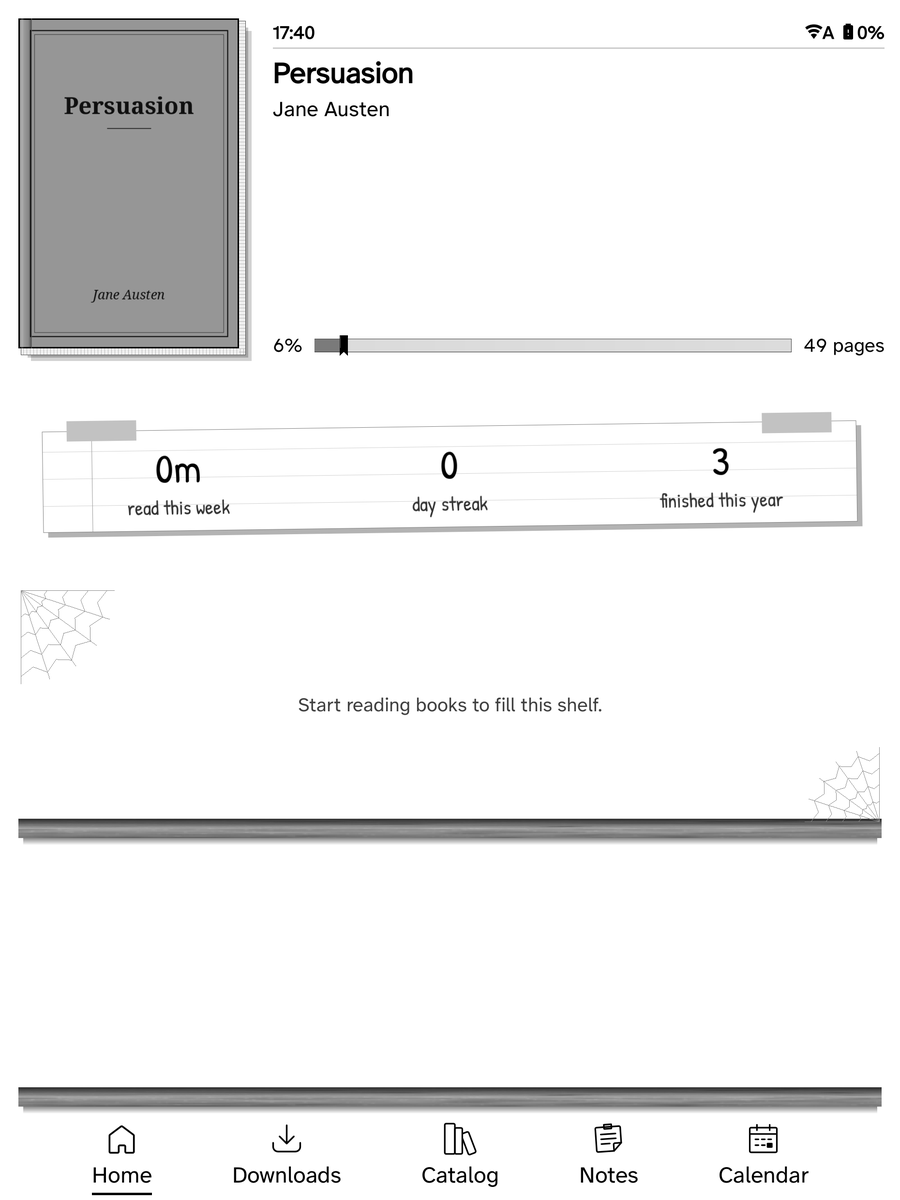 Persuasion
Jane Austen
17:40
A 0%
Persuasion
Jane Austen
6%
49 pages
0m
read this week
0
day streak
3
finished this year
Start reading books to fill this shelf.
Home
Downloads
Catalog
Notes
Calendar